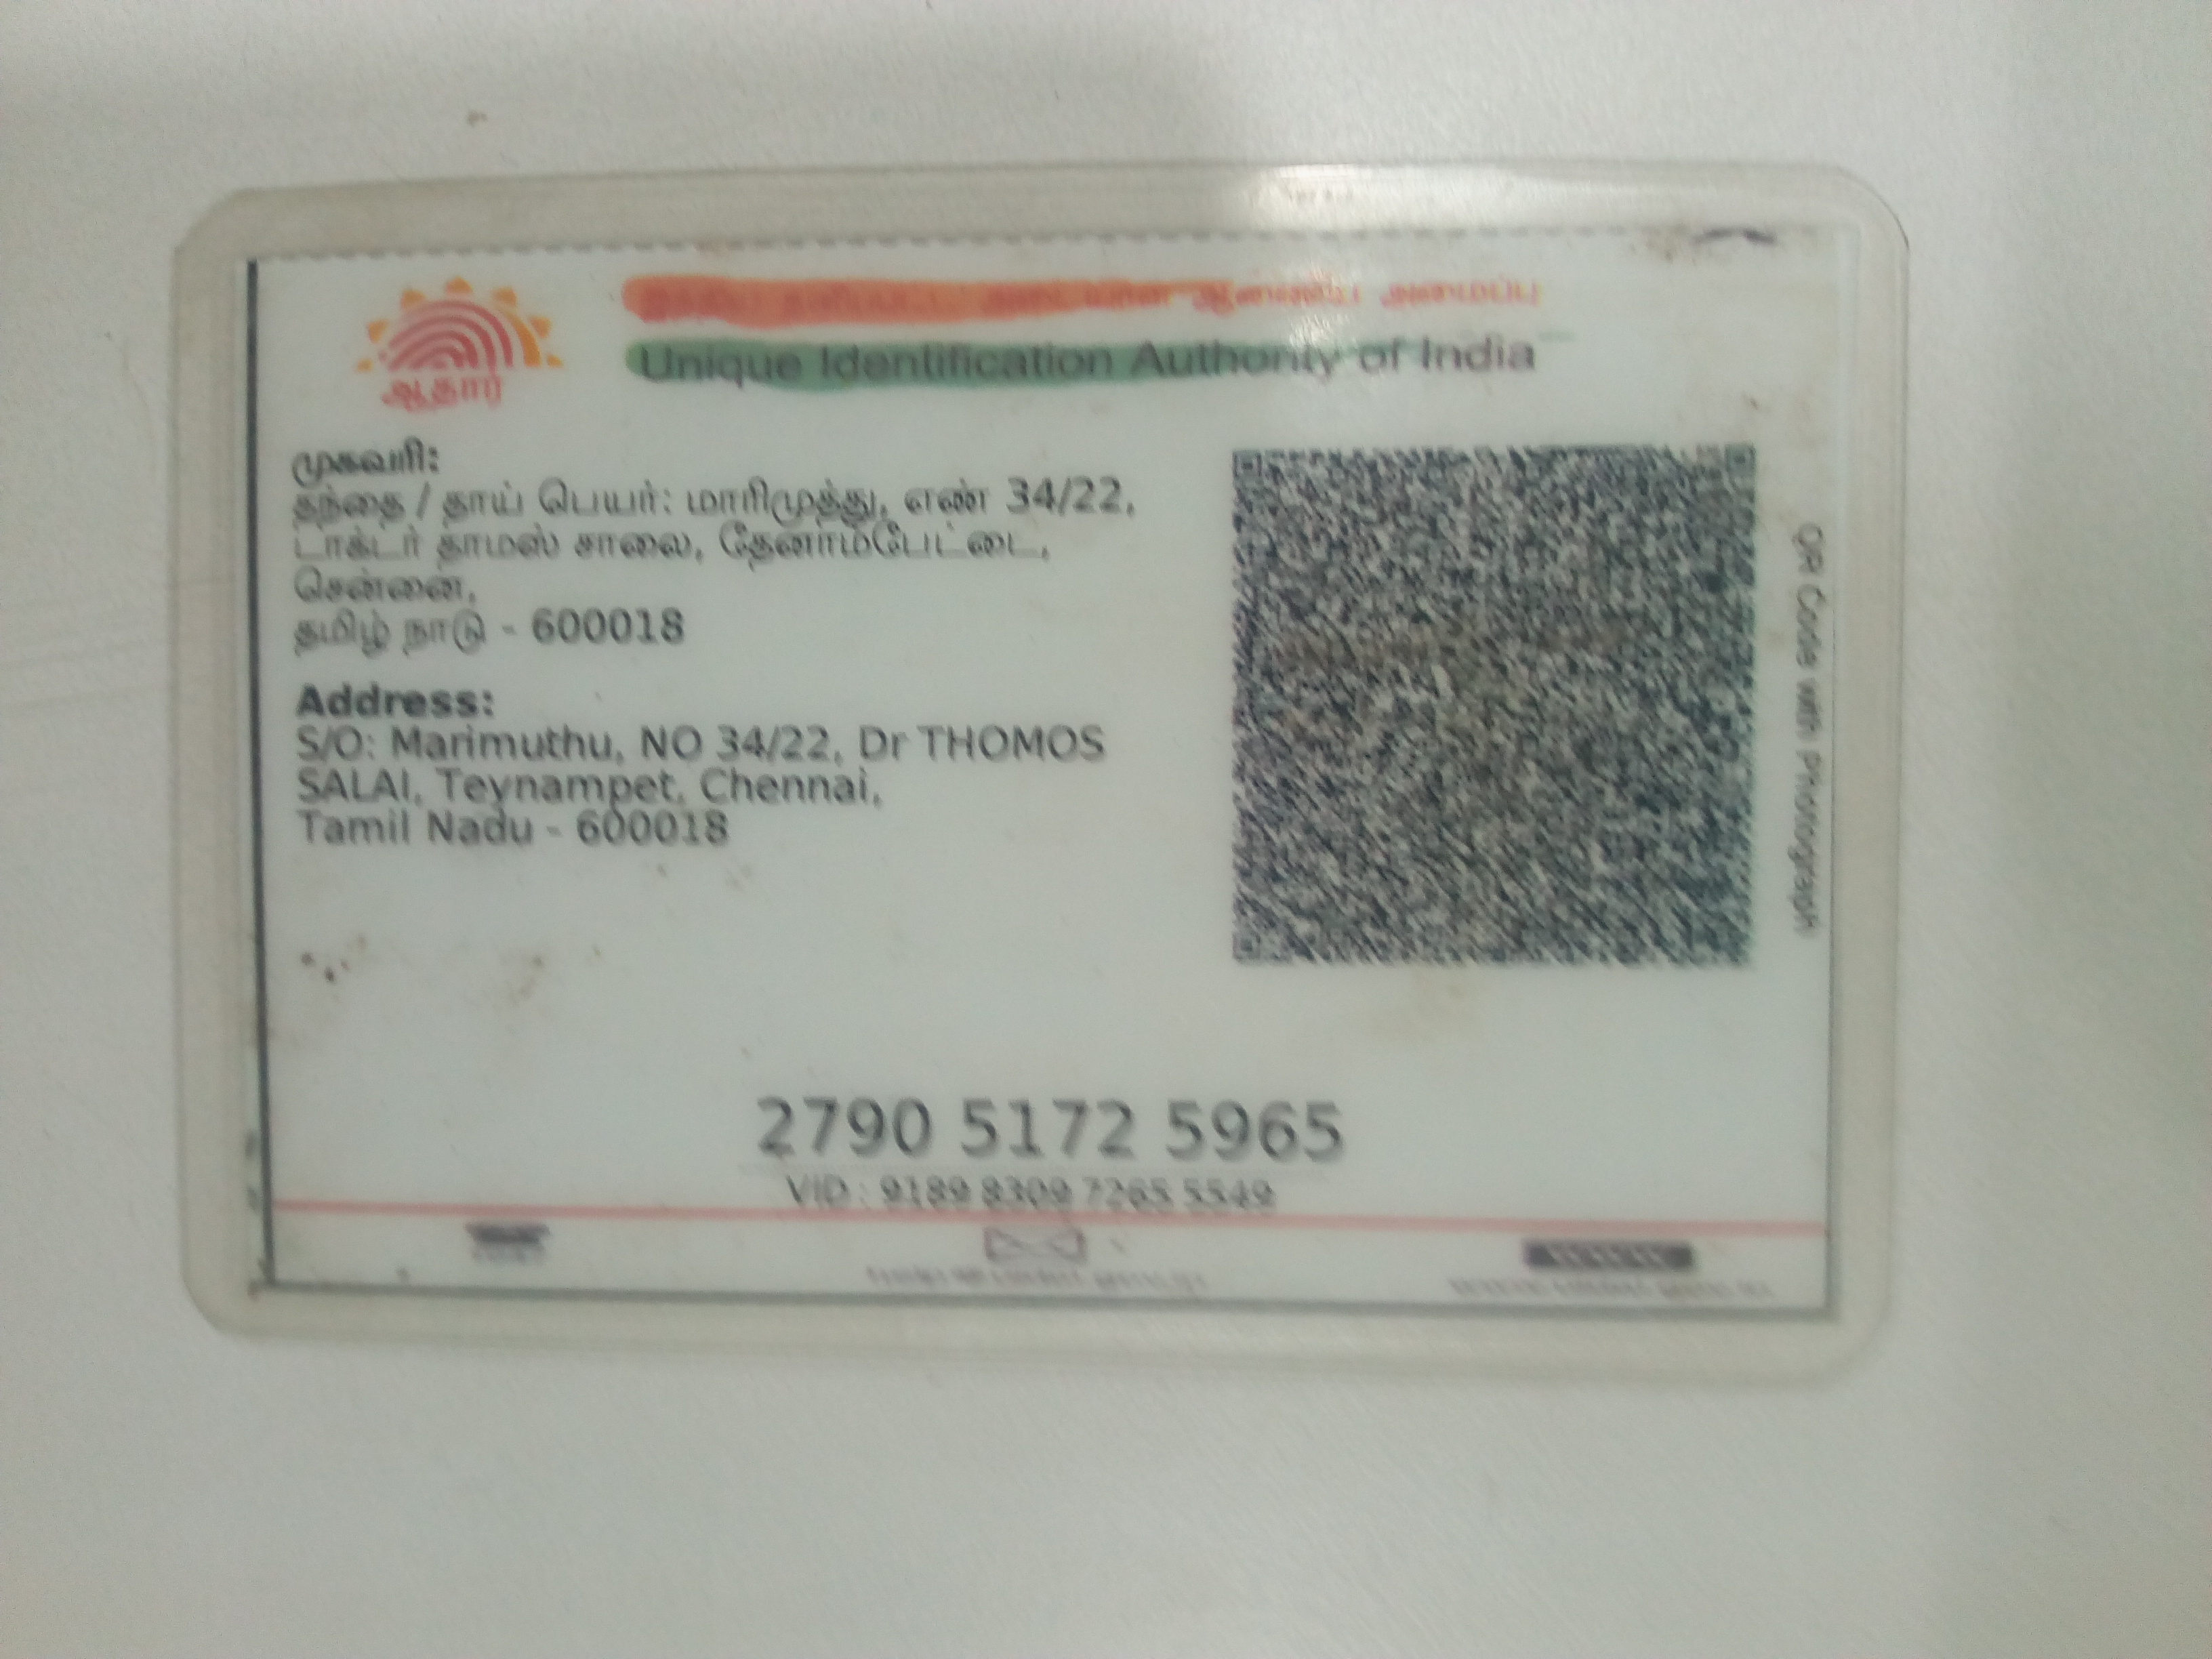 ஆதார்
Unique Identification Authority of India
முகவரி:
தந்தை / தாய் பெயர்: மாரிமுத்து, எண் 34/22,
டாக்டர் தாமஸ் சாலை, தேனாம்பேட்டை,
சென்னை,
தமிழ் நாடு - 600018
Address:
S/O: Marimuthu, NO 34/22, Dr THOMOS
SALAI, Teynampet, Chennai,
Tamil Nadu - 600018
QR Code with Photograph
2790 5172 5965
VID : 9189 8309 7265 5549